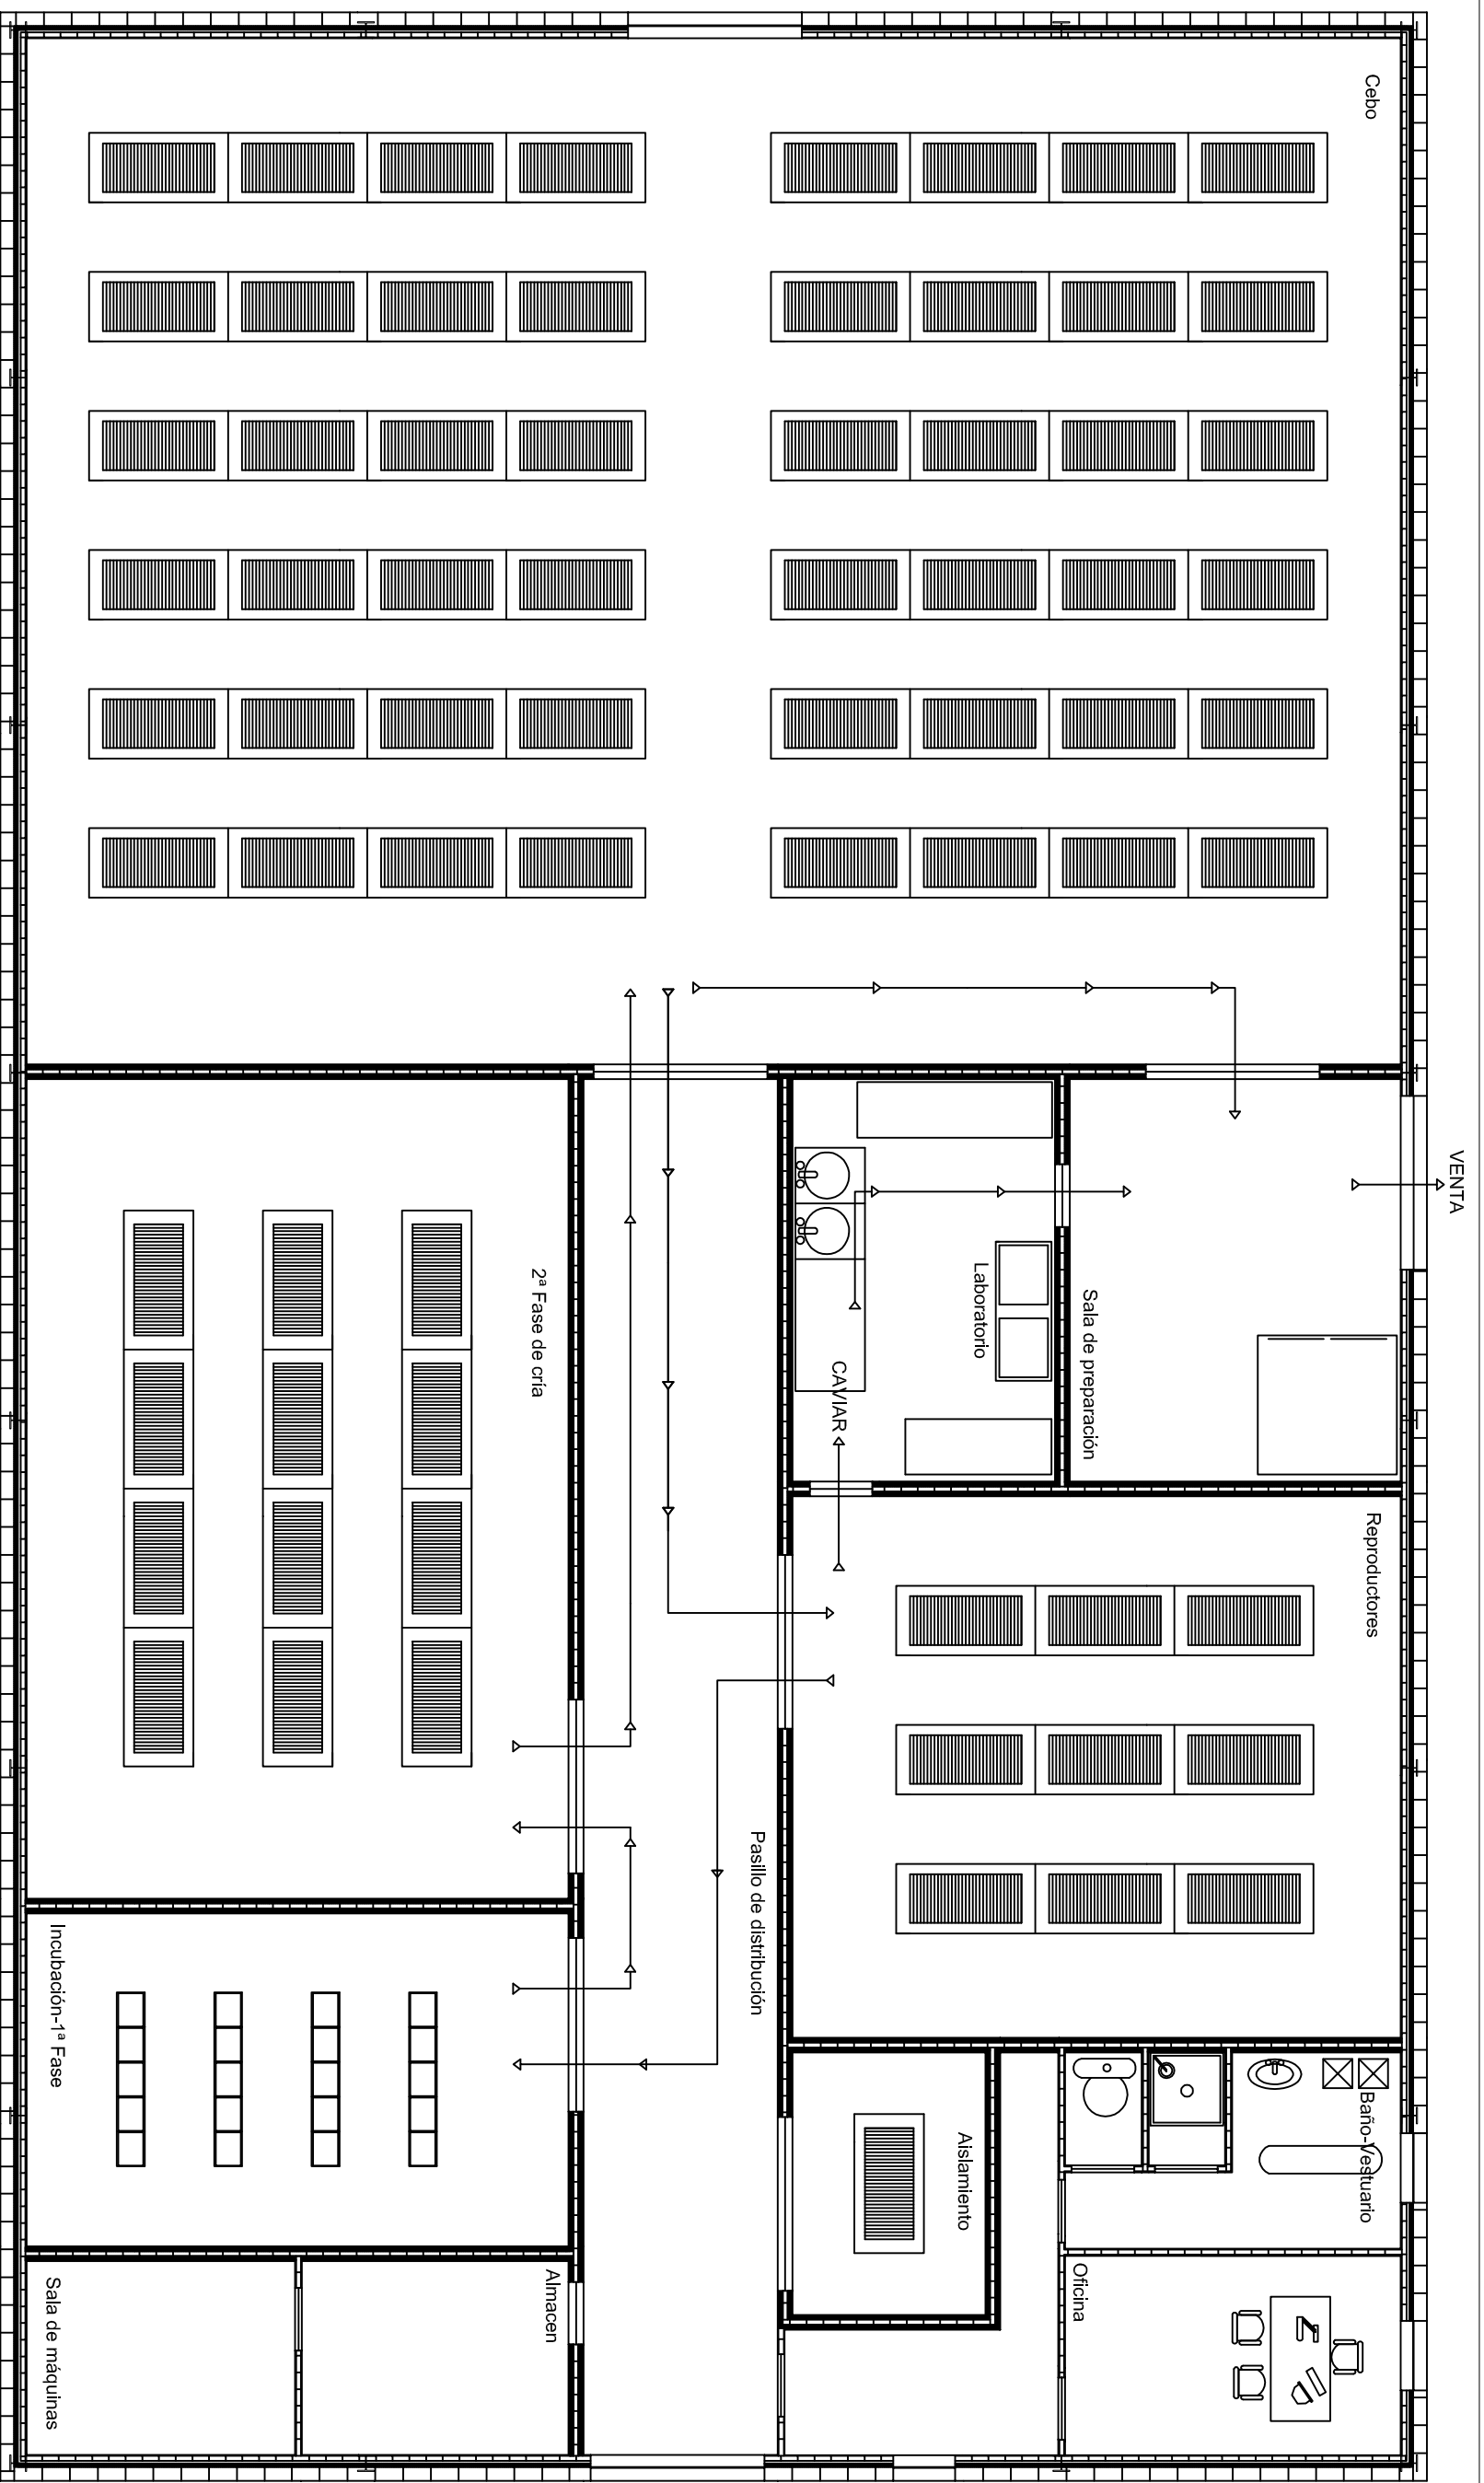 Cebo
VENTA
Sala de preparación
Laboratorio
CAVIAR
2ª Fase de cría
Reproductores
Pasillo de distribución
Incubación-1ª Fase
Baño-Vestuario
Aislamiento
Oficina
Almacen
Sala de máquinas